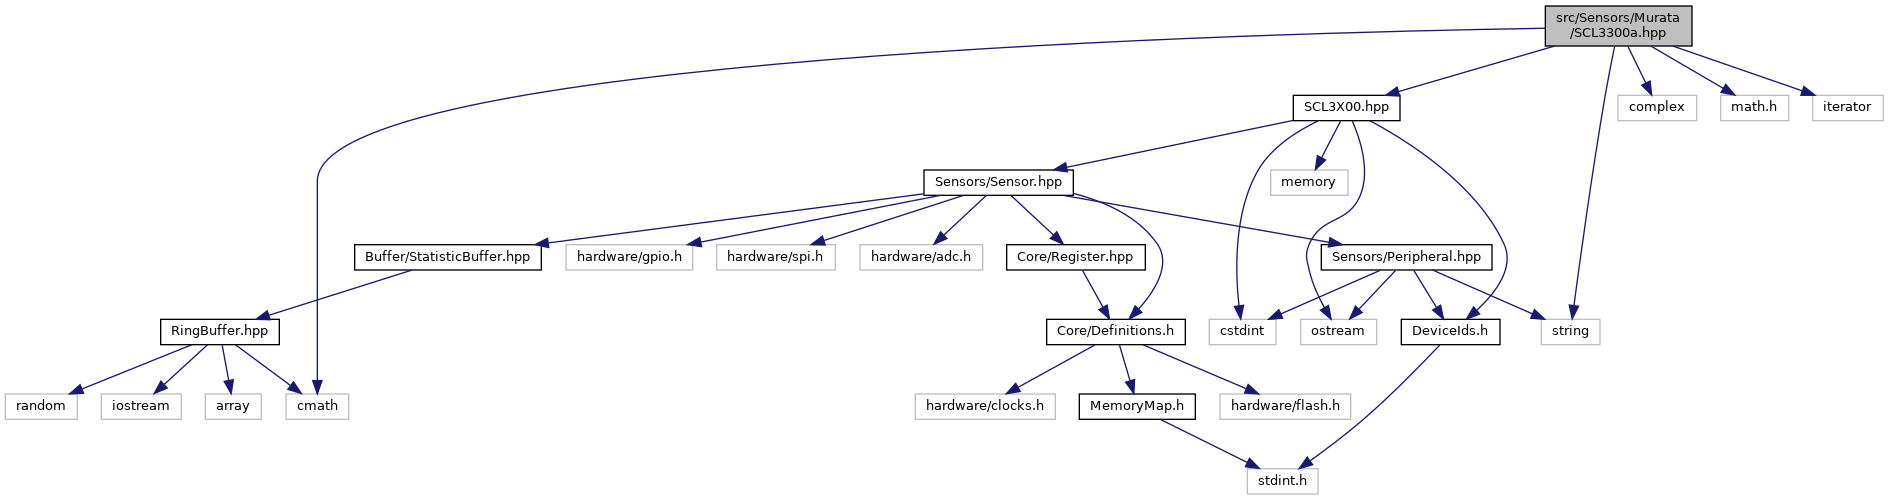 src/Sensors/Murata
/SCL3300a.hpp
SCL3X00.hpp
complex
math.h
iterator
Sensors/Sensor.hpp
memory
Buffer/StatisticBuffer.hpp
hardware/gpio.h
hardware/spi.h
hardware/adc.h
Core/Register.hpp
Sensors/Peripheral.hpp
RingBuffer.hpp
Core/Definitions.h
cstdint
ostream
DeviceIds.h
string
random
iostream
array
cmath
hardware/clocks.h
MemoryMap.h
hardware/flash.h
stdint.h